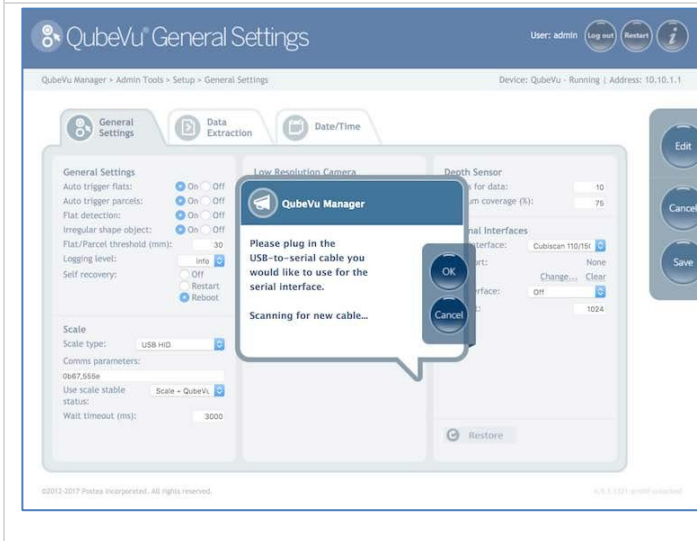 QubeVu® General Settings
User: admin
Log out
Restart
i
QubeVu Manager > Admin Tools > Setup > General Settings
Device: QubeVu - Running | Address: 10.10.1.1
General Settings
Data Extraction
Date/Time
Edit
Cancel
Save
General Settings
Auto trigger flats: On Off
Auto trigger parcels: On Off
Flat detection: On Off
Irregular shape object: On Off
Flat/Parcel threshold (mm): 30
Logging level: Info
Self recovery: Off
Restart
Reboot
Scale
Scale type: USB HID
Comms parameters:
0b67,555e
Use scale stable status: Scale + QubeVu
Wait timeout (ms): 3000
Low Resolution Camera
QubeVu Manager
Please plug in the
USB-to-serial cable you
would like to use for the
serial interface.
Scanning for new cable...
OK
Cancel
Depth Sensor
for data: 10
coverage (%): 75
Interfaces
Cubiscan 110/15
None
Change... Clear
Off
1024
Restore
©2012-2017 Postea Incorporated. All rights reserved.